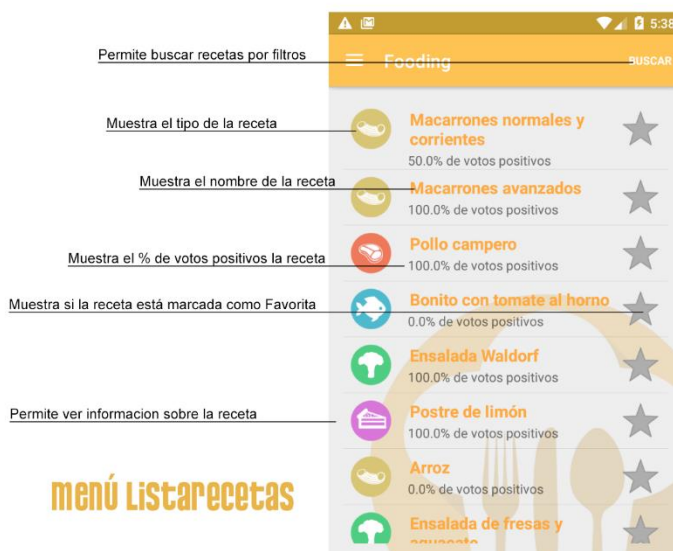 5:38
Permite buscar recetas por filtros
Fooding
BUSCAR
Muestra el tipo de la receta
Macarrones normales y
corrientes
50.0% de votos positivos
Muestra el nombre de la receta
Macarrones avanzados
100.0% de votos positivos
Pollo campero
Muestra el % de votos positivos la receta
100.0% de votos positivos
Muestra si la receta está marcada como Favorita
Bonito con tomate al horno
0.0% de votos positivos
Ensalada Waldorf
100.0% de votos positivos
Permite ver informacion sobre la receta
Postre de limón
100.0% de votos positivos
menú Listarecetas
Arroz
0.0% de votos positivos
Ensalada de fresas y
aguacate